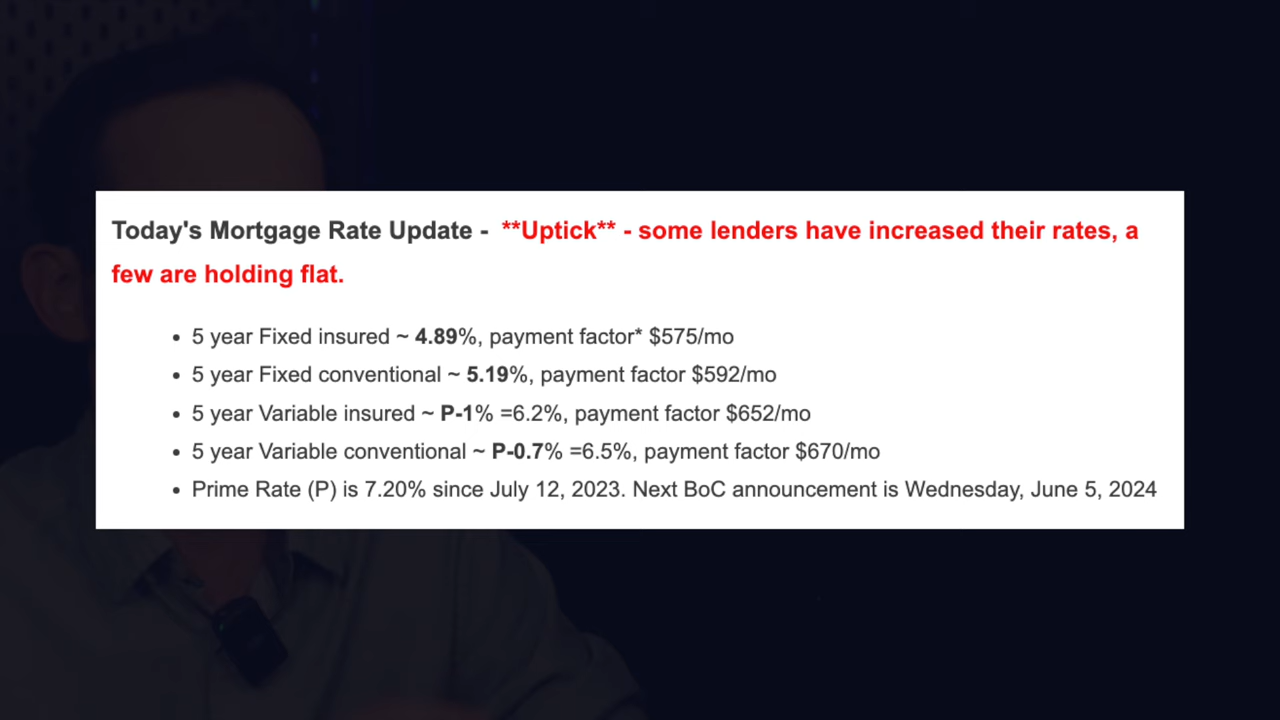 Today's Mortgage Rate Update -  **Uptick** - some lenders have increased their rates, a
few are holding flat.
• 5 year Fixed insured ~ 4.89%, payment factor* $575/mo
• 5 year Fixed conventional ~ 5.19%, payment factor $592/mo
• 5 year Variable insured ~ P-1% =6.2%, payment factor $652/mo
• 5 year Variable conventional ~ P-0.7% =6.5%, payment factor $670/mo
• Prime Rate (P) is 7.20% since July 12, 2023. Next BoC announcement is Wednesday, June 5, 2024